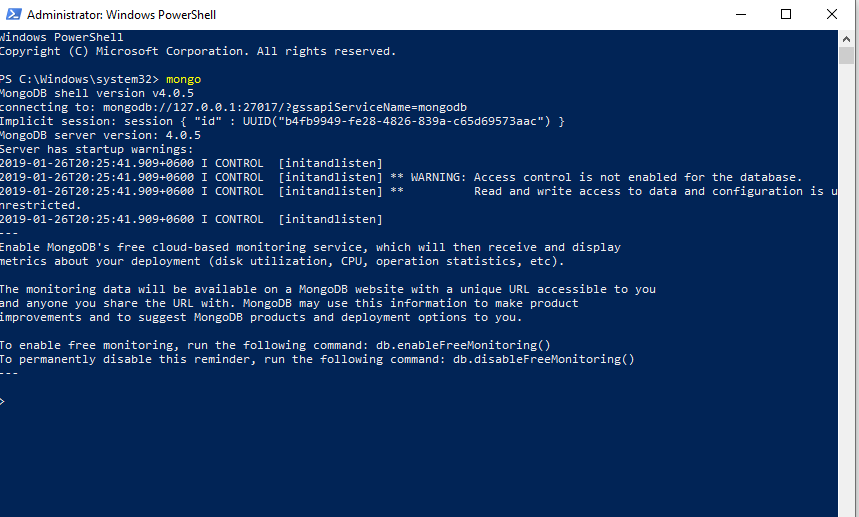 Administrator: Windows PowerShell
Windows PowerShell
Copyright (C) Microsoft Corporation. All rights reserved.
PS C:\Windows\system32> mongo
MongoDB shell version v4.0.5
connecting to: mongodb://127.0.0.1:27017/?gssapiServiceName=mongodb
Implicit session: session { "id" : UUID("b4fb9949-fe28-4826-839a-c65d69573aac") }
MongoDB server version: 4.0.5
Server has startup warnings:
2019-01-26T20:25:41.909+0600 I CONTROL  [initandlisten]
2019-01-26T20:25:41.909+0600 I CONTROL  [initandlisten] ** WARNING: Access control is not enabled for the database.
2019-01-26T20:25:41.909+0600 I CONTROL  [initandlisten] **          Read and write access to data and configuration is u
nrestricted.
2019-01-26T20:25:41.909+0600 I CONTROL  [initandlisten]
---
Enable MongoDB's free cloud-based monitoring service, which will then receive and display
metrics about your deployment (disk utilization, CPU, operation statistics, etc).
The monitoring data will be available on a MongoDB website with a unique URL accessible to you
and anyone you share the URL with. MongoDB may use this information to make product
improvements and to suggest MongoDB products and deployment options to you.
To enable free monitoring, run the following command: db.enableFreeMonitoring()
To permanently disable this reminder, run the following command: db.disableFreeMonitoring()
---
>